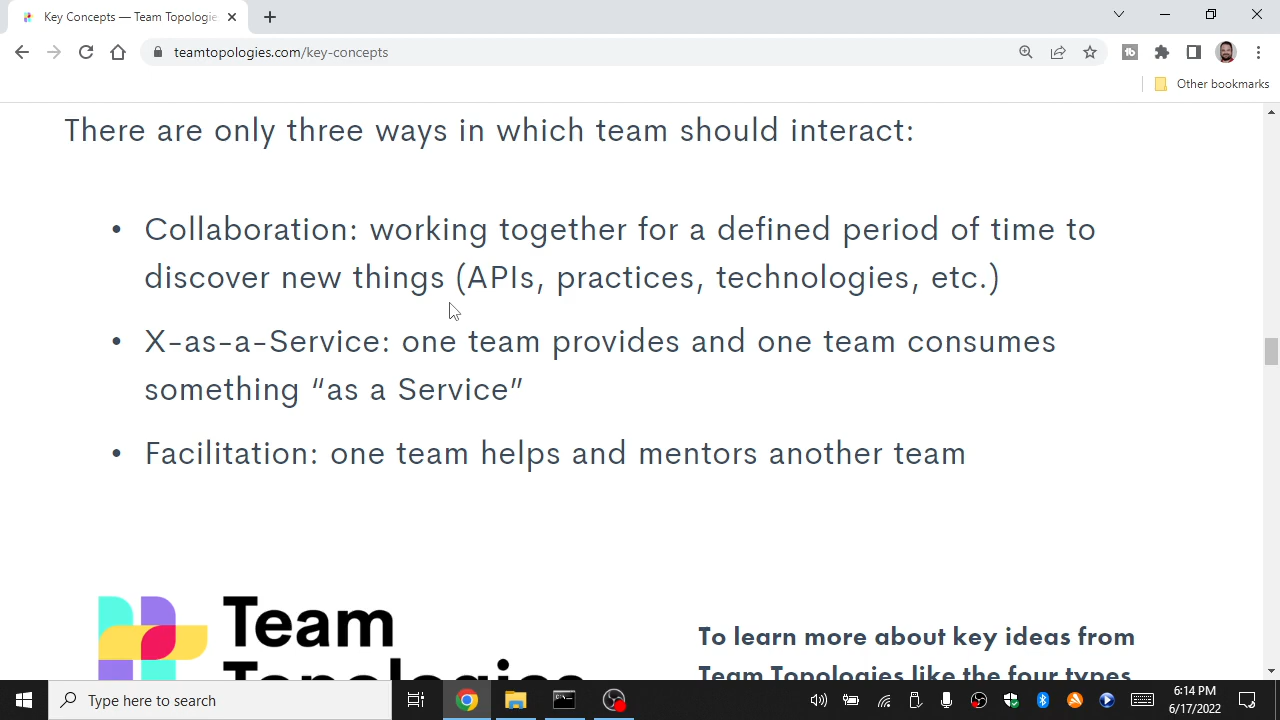 Key Concepts — Team Topologie
teamtopologies.com/key-concepts
Other bookmarks
There are only three ways in which team should interact:
• Collaboration: working together for a defined period of time to
discover new things (APIs, practices, technologies, etc.)
• X-as-a-Service: one team provides and one team consumes
something “as a Service”
• Facilitation: one team helps and mentors another team
Team
Topologies
To learn more about key ideas from
Team Topologies like the four types
Type here to search
6:14 PM
6/17/2022